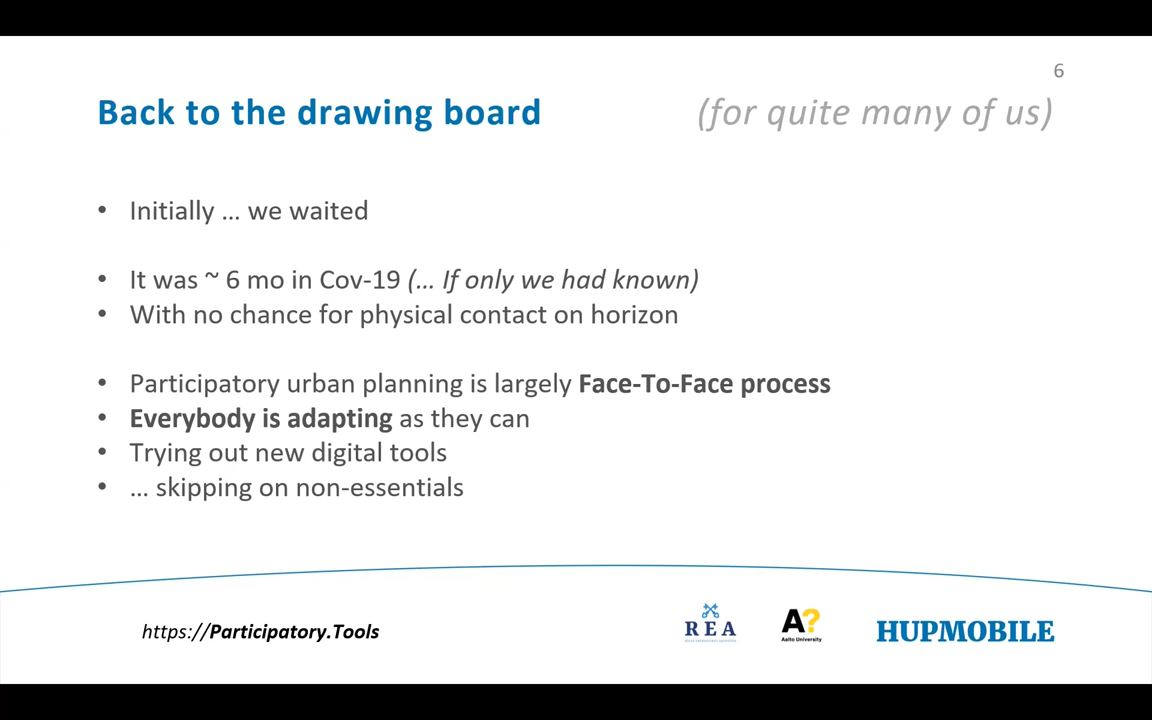 6
Back to the drawing board (for quite many of us)
• Initially … we waited
• It was ~ 6 mo in Cov-19 (… If only we had known)
• With no chance for physical contact on horizon
• Participatory urban planning is largely Face-To-Face process
• Everybody is adapting as they can
• Trying out new digital tools
• … skipping on non-essentials
https://Participatory.Tools
REA
A?
Aalto University
HUPMOBILE